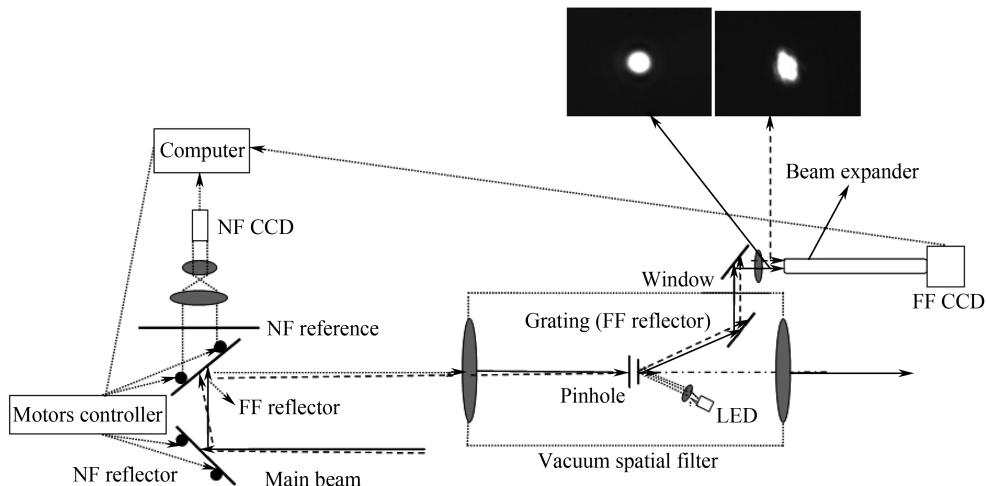 Computer
Beam expander
NF CCD
Window
FF CCD
NF reference
Grating (FF reflector)
Pinhole
Motors controller
FF reflector
LED
NF reflector
Main beam
Vacuum spatial filter